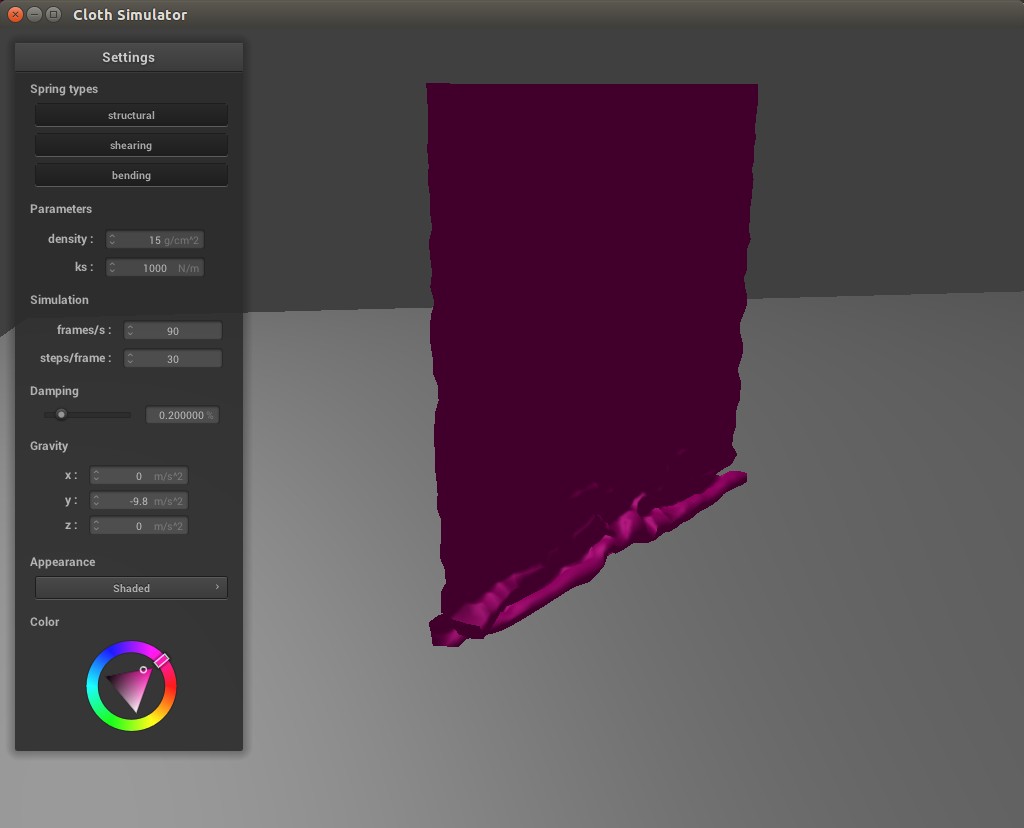 Cloth Simulator
Settings
Spring types
structural
shearing
bending
Parameters
density : 15 g/cm^2
ks : 1000 N/m
Simulation
frames/s : 90
steps/frame : 30
Damping
0.200000 %
Gravity
x : 0 m/s^2
y : -9.8 m/s^2
z : 0 m/s^2
Appearance
Shaded
Color